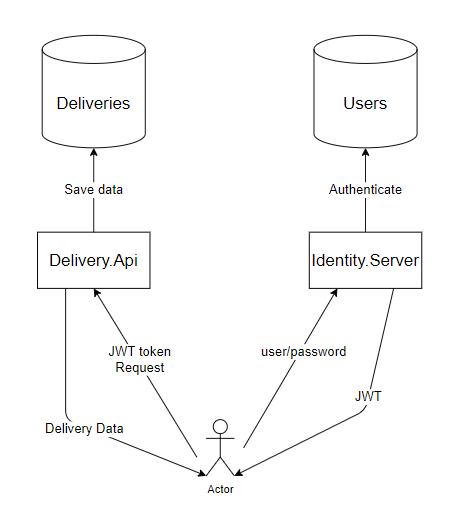 Deliveries
Users
Save data
Authenticate
Delivery.Api
Identity.Server
JWT token
Request
user/password
JWT
Delivery Data
Actor